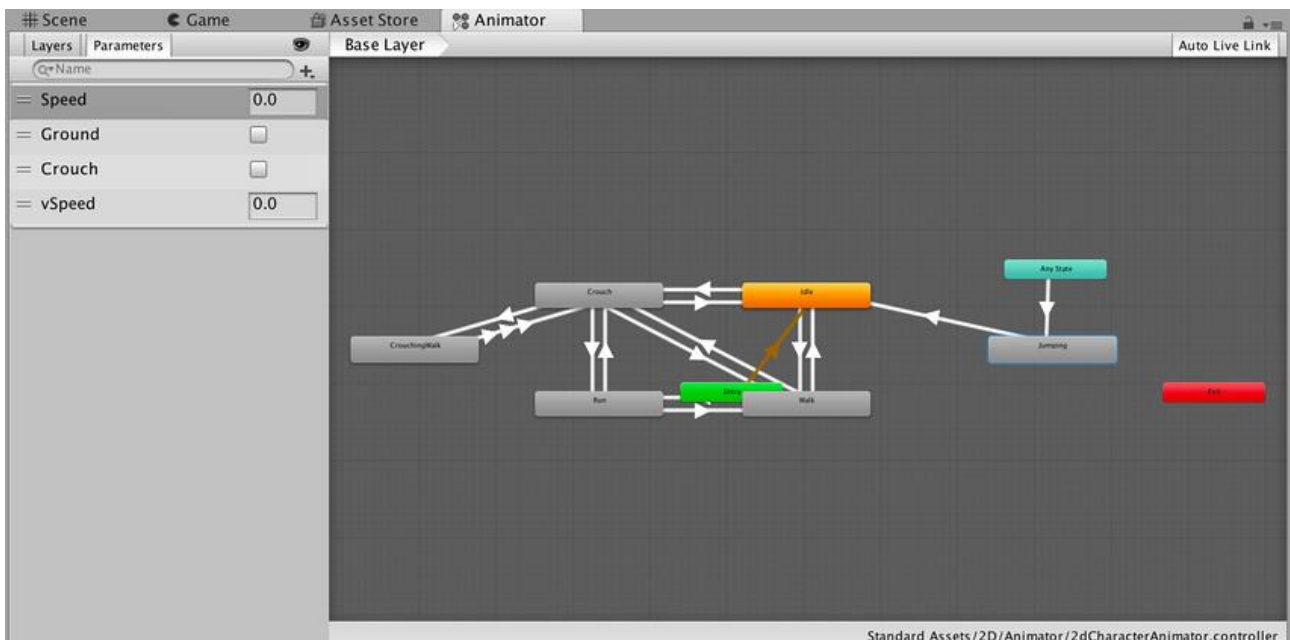 Scene Game Asset Store Animator
Layers Parameters Base Layer Auto Live Link
Name
Speed 0.0
Ground
Crouch
vSpeed 0.0
Any State
Crouch Idle
CrouchingWalk Jumping
Entry Exit
Run Walk
Standard Assets/2D/Animator/2dCharacterAnimator.controller